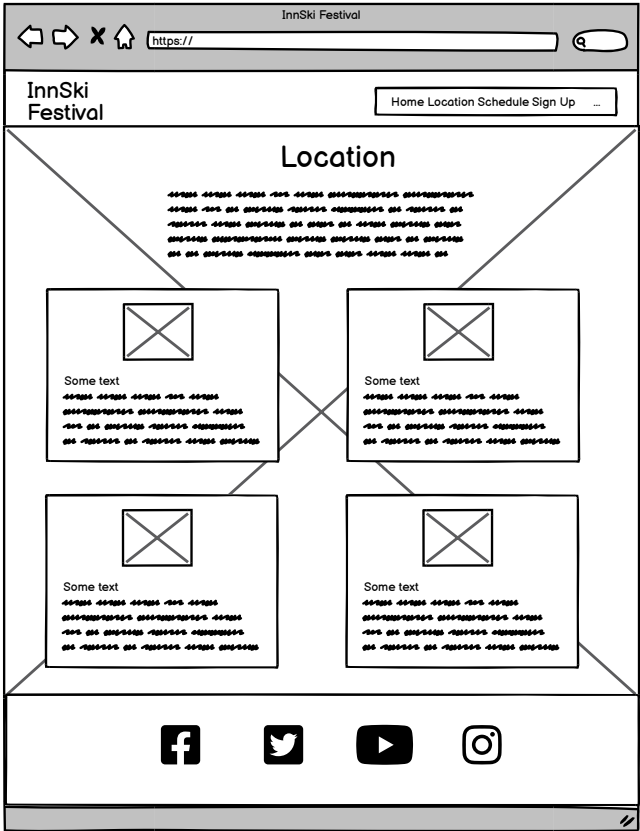 InnSki Festival
https://
InnSki
Festival
Home Location Schedule Sign Up ...
Location
Some text
Some text
Some text
Some text